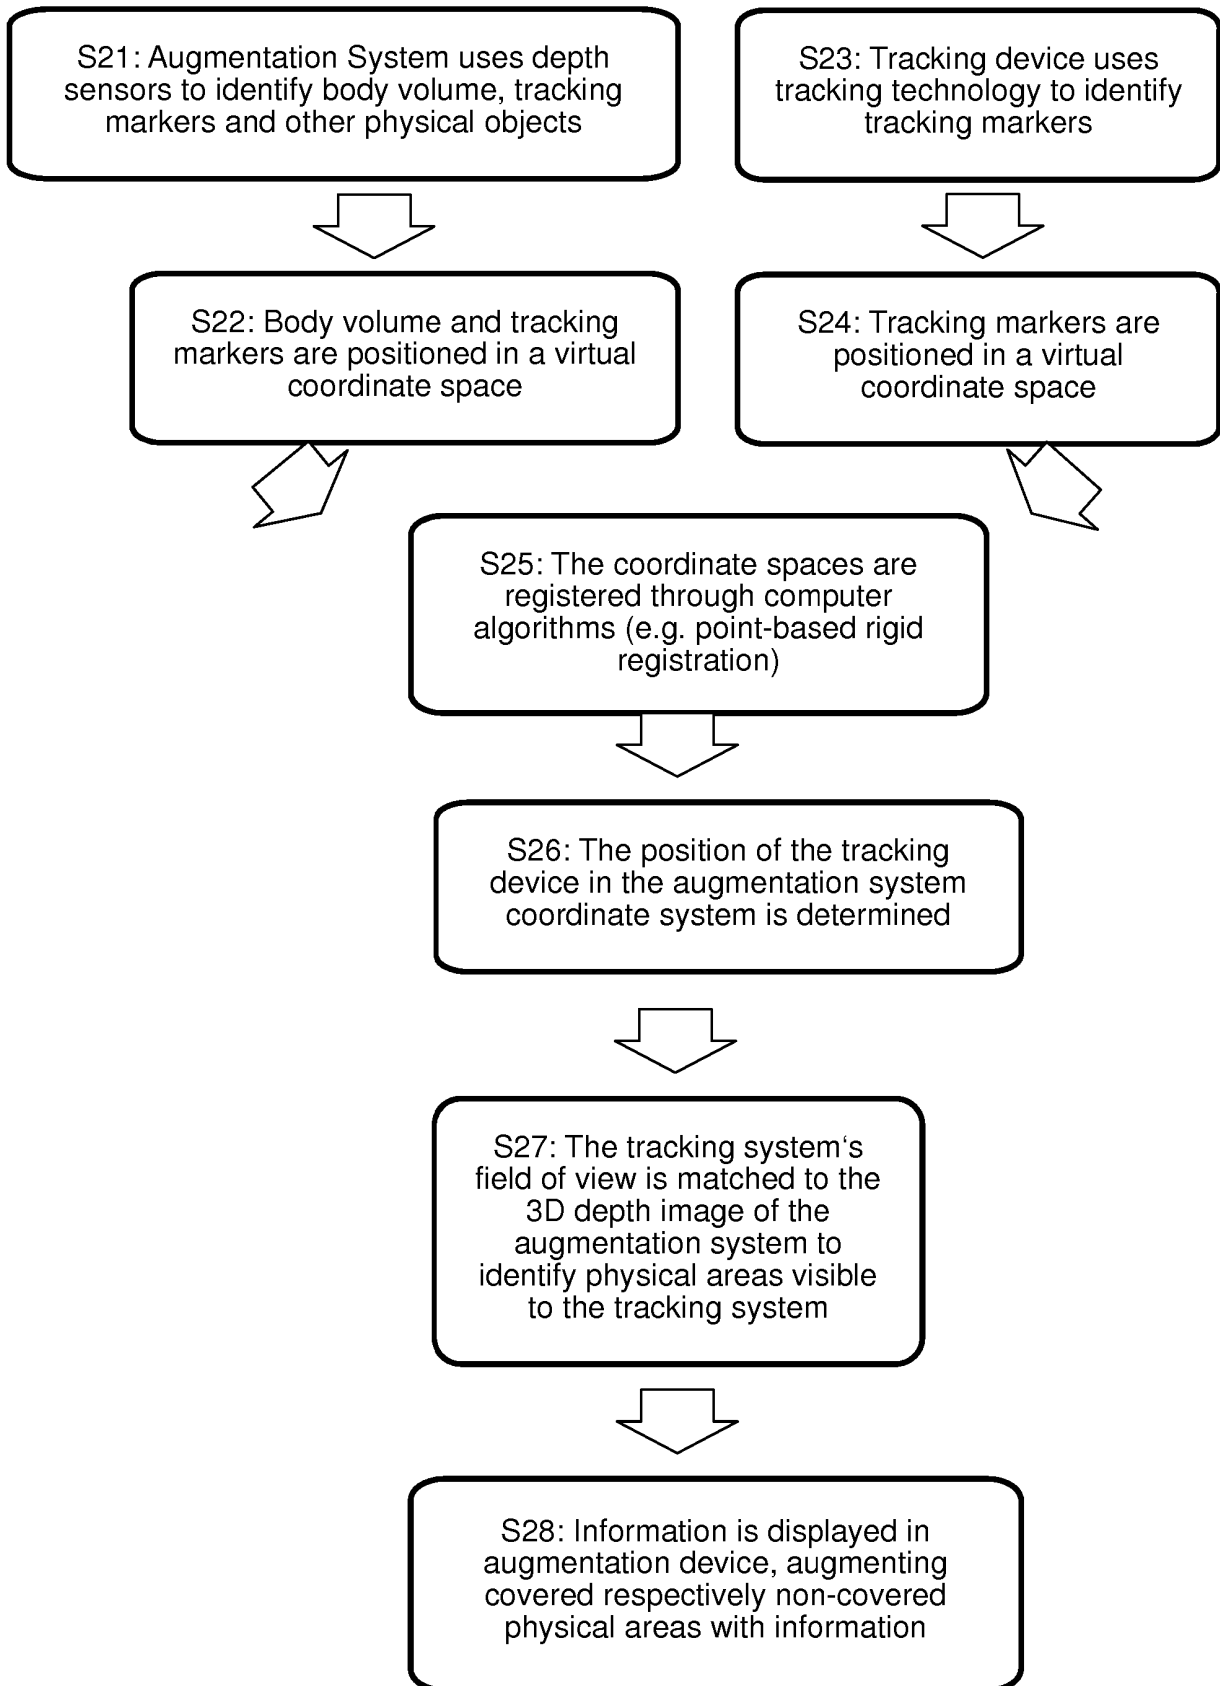 S21: Augmentation System uses depth
sensors to identify body volume, tracking
markers and other physical objects
S23: Tracking device uses
tracking technology to identify
tracking markers
S22: Body volume and tracking
markers are positioned in a virtual
coordinate space
S24: Tracking markers are
positioned in a virtual
coordinate space
S25: The coordinate spaces are
registered through computer
algorithms (e.g. point-based rigid
registration)
S26: The position of the tracking
device in the augmentation system
coordinate system is determined
S27: The tracking system‘s
field of view is matched to the
3D depth image of the
augmentation system to
identify physical areas visible
to the tracking system
S28: Information is displayed in
augmentation device, augmenting
covered respectively non-covered
physical areas with information